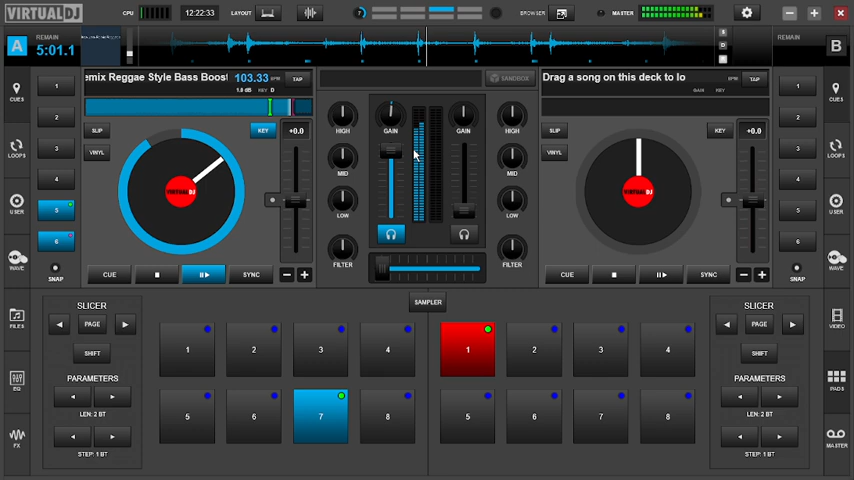 VIRTUALDJ
CPU
12:22:33
LAYOUT
?
BROWSER
MASTER
A
REMAIN
5:01.1
S
D
REMAIN
B
emix Reggae Style Bass Boost
103.33 BPM
TAP
1.0 dB KEY D
SANDBOX
Drag a song on this deck to lo
BPM
TAP
GAIN KEY
CUES
LOOPS
USER
WAVE
1
2
3
4
5
6
SNAP
SLIP
VINYL
KEY
+0.0
VIRTUALDJ
CUE
SYNC
HIGH
MID
LOW
FILTER
GAIN
GAIN
HIGH
MID
LOW
FILTER
SLIP
VINYL
KEY
+0.0
VIRTUALDJ
CUE
SYNC
1
2
3
4
5
6
SNAP
CUES
LOOPS
USER
WAVE
SAMPLER
FILES
FX
SLICER
PAGE
SHIFT
PARAMETERS
LEN: 2 BT
STEP: 1 BT
1
2
3
4
5
6
7
8
1
2
3
4
5
6
7
8
SLICER
PAGE
SHIFT
PARAMETERS
LEN: 2 BT
STEP: 1 BT
VIDEO
PADS
MASTER